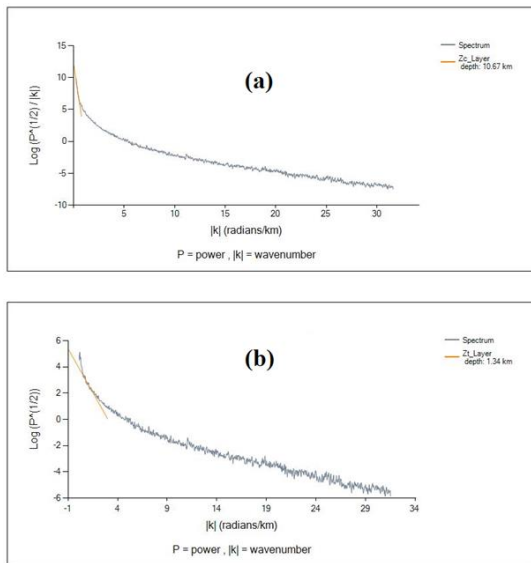 15
10
5
0
-5
-10
5
10
15
20
25
30
Log (P^(1/2) / |k|)
(a)
Spectrum
Zc_Layer
depth: 10.67 km
|k| (radians/km)
P = power , |k| = wavenumber
6
4
2
0
-2
-4
-6
-1
4
9
14
19
24
29
34
Log (P^(1/2))
(b)
Spectrum
Zt_Layer
depth: 1.34 km
|k| (radians/km)
P = power , |k| = wavenumber